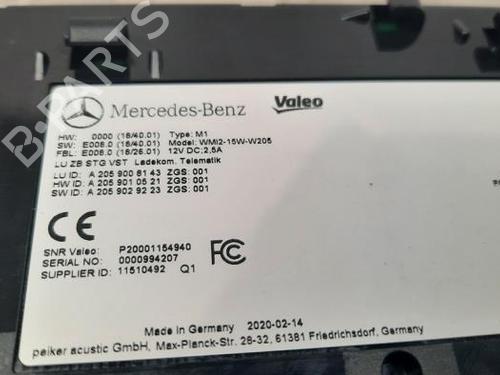 B-PARTS
Mercedes-Benz Valeo
HW: 0000 (18/40.01) Type: M1
SW: E008.0 (18/40.01) Model: WMI2-15W-W205
FBL: E008.0 (18/26.01) 12V DC; 2,5A
LU ZB STG VST Ladekom. Telematik
LU ID: A 205 900 81 43 ZGS: 001
HW ID: A 205 901 05 21 ZGS: 001
SW ID: A 205 902 92 23 ZGS: 001
CE
SNR Valeo: P20001154940
SERIAL NO: 0000994207
SUPPLIER ID: 11510492 Q1
FC
Made in Germany 2020-02-14
peiker acustic GmbH, Max-Planck-Str. 28-32, 61381 Friedrichsdorf, Germany